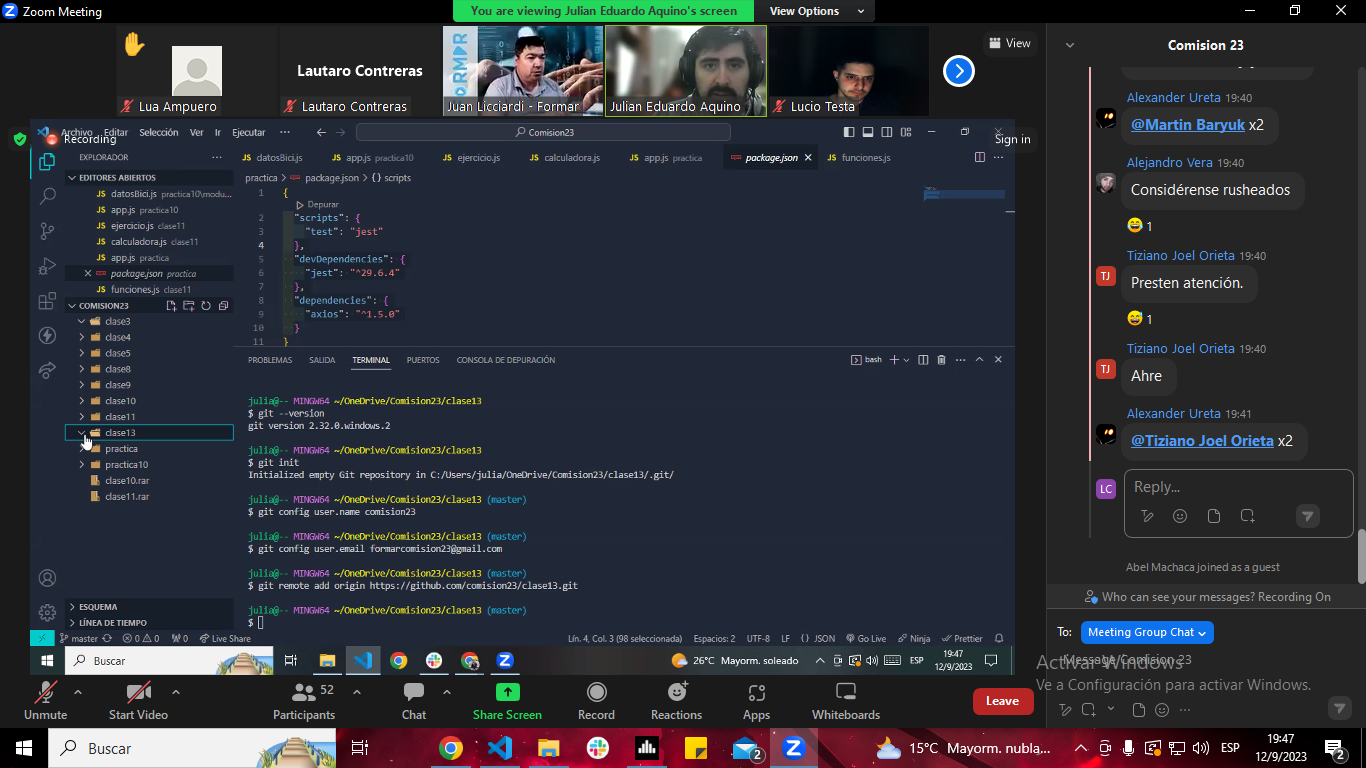 Zoom Meeting
You are viewing Julian Eduardo Aquino's screen
View Options
Lua Ampuero
Lautaro Contreras
Lautaro Contreras
Juan Licciardi - Formar
Julian Eduardo Aquino
Lucio Testa
View
Recording
Sign in
Archivo Editar Selección Ver Ir Ejecutar ···
Comision23
EXPLORADOR
EDITORES ABIERTOS
JS datosBici.js practica10\modu...
JS app.js practica10
JS ejercicio.js clase11
JS calculadora.js clase11
JS app.js practica
package.json practica
JS funciones.js clase11
COMISION23
clase3
clase4
clase5
clase8
clase9
clase10
clase11
clase13
practica
practica10
clase10.rar
clase11.rar
ESQUEMA
LÍNEA DE TIEMPO
JS datosBici.js
JS app.js practica10
JS ejercicio.js
JS calculadora.js
JS app.js practica
package.json
JS funciones.js
practica > package.json > {} scripts
1 {
Depurar
2 "scripts": {
3 "test": "jest"
4 },
5 "devDependencies": {
6 "jest": "^29.6.4"
7 },
8 "dependencies": {
9 "axios": "^1.5.0"
10 }
11 }
PROBLEMAS SALIDA TERMINAL PUERTOS CONSOLA DE DEPURACIÓN
bash
julia@-- MINGW64 ~/OneDrive/Comision23/clase13
$ git --version
git version 2.32.0.windows.2
julia@-- MINGW64 ~/OneDrive/Comision23/clase13
$ git init
Initialized empty Git repository in C:/Users/julia/OneDrive/Comision23/clase13/.git/
julia@-- MINGW64 ~/OneDrive/Comision23/clase13 (master)
$ git config user.name comision23
julia@-- MINGW64 ~/OneDrive/Comision23/clase13 (master)
$ git config user.email formarcomision23@gmail.com
julia@-- MINGW64 ~/OneDrive/Comision23/clase13 (master)
$ git remote add origin https://github.com/comision23/clase13.git
julia@-- MINGW64 ~/OneDrive/Comision23/clase13 (master)
$
master 0 0 0 Live Share
Lín. 4, Col. 3 (98 seleccionada) Espacios: 2 UTF-8 LF {} JSON Go Live Ninja Prettier
Buscar
26°C Mayorm. soleado
ESP
19:47
12/9/2023
Unmute
Start Video
52
Participants
Chat
Share Screen
Record
Reactions
Apps
Whiteboards
Leave
Comision 23
Alexander Ureta 19:40
@Martin Baryuk x2
Alejandro Vera 19:40
Considérense rusheados
1
Tiziano Joel Orieta 19:40
TJ
Presten atención.
1
Tiziano Joel Orieta 19:40
TJ
Ahre
Alexander Ureta 19:41
@Tiziano Joel Orieta x2
LC
Reply...
Abel Machaca joined as a guest
Who can see your messages? Recording On
To: Meeting Group Chat
Message Comision 23
Activar Windows
Ve a Configuración para activar Windows.
Buscar
2
15°C Mayorm. nubla...
ESP
19:47
12/9/2023
2